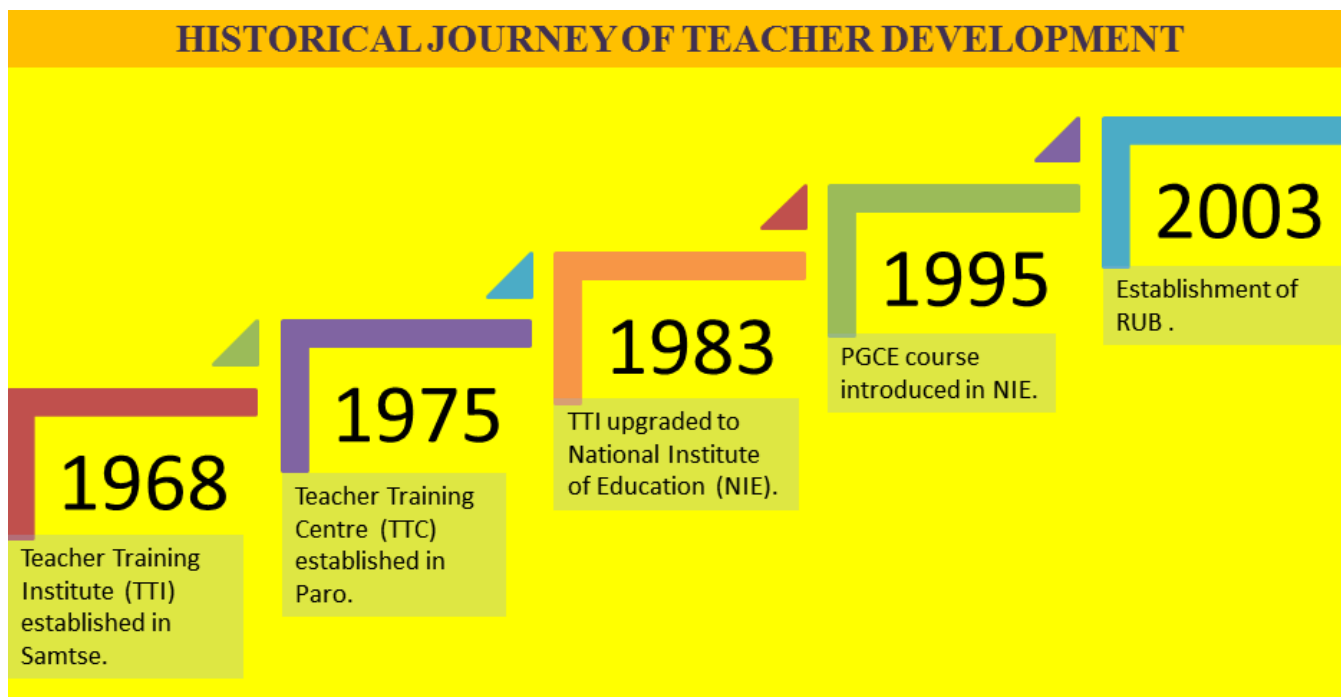 HISTORICAL JOURNEY OF TEACHER DEVELOPMENT
1968
Teacher Training
Institute (TTI)
established in
Samtse.
1975
Teacher Training
Centre (TTC)
established in
Paro.
1983
TTI upgraded to
National Institute
of Education (NIE).
1995
PGCE course
introduced in NIE.
2003
Establishment of
RUB .